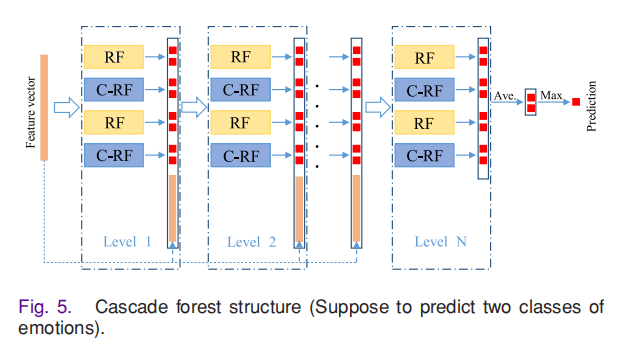 Feature vector
RF
C-RF
RF
C-RF
Level 1
RF
C-RF
RF
C-RF
Level 2
RF
C-RF
RF
C-RF
Level N
Ave.
Max
Prediction
Fig. 5. Cascade forest structure (Suppose to predict two classes of
emotions).